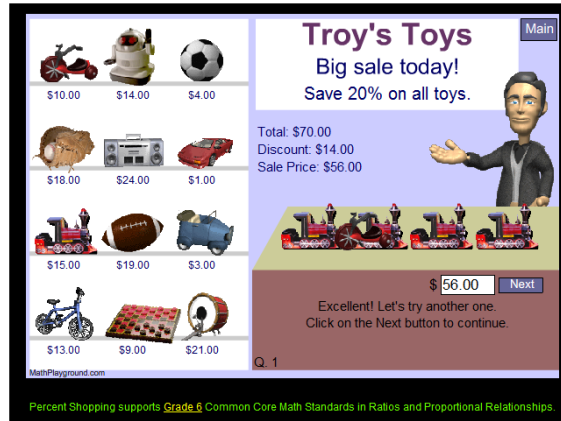 Troy's Toys
Main
Big sale today!
Save 20% on all toys.
$10.00 $14.00 $4.00
$18.00 $24.00 $1.00
$15.00 $19.00 $3.00
$13.00 $9.00 $21.00
MathPlayground.com
Total: $70.00
Discount: $14.00
Sale Price: $56.00
$ 56.00 Next
Excellent! Let's try another one.
Click on the Next button to continue.
Q. 1
Percent Shopping supports Grade 6 Common Core Math Standards in Ratios and Proportional Relationships.